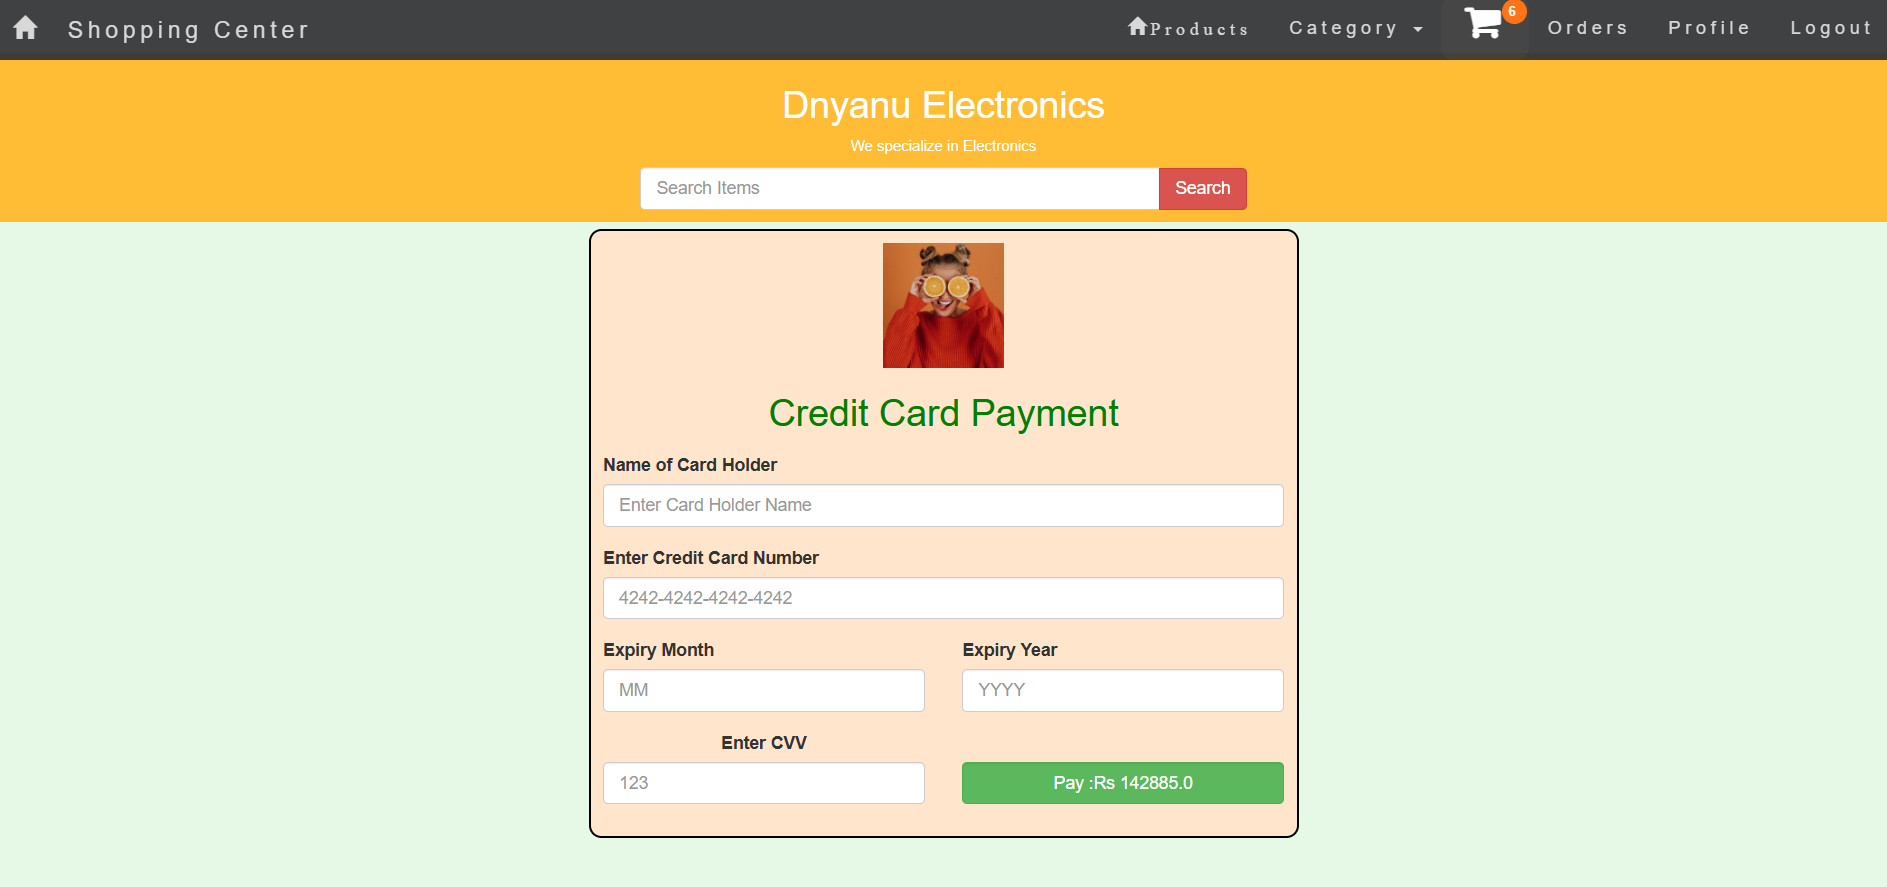 Shopping Center Products Category 6 Orders Profile Logout
Dnyanu Electronics
We specialize in Electronics
Search Items Search
Credit Card Payment
Name of Card Holder
Enter Card Holder Name
Enter Credit Card Number
4242-4242-4242-4242
Expiry Month Expiry Year
MM YYYY
Enter CVV
123 Pay :Rs 142885.0